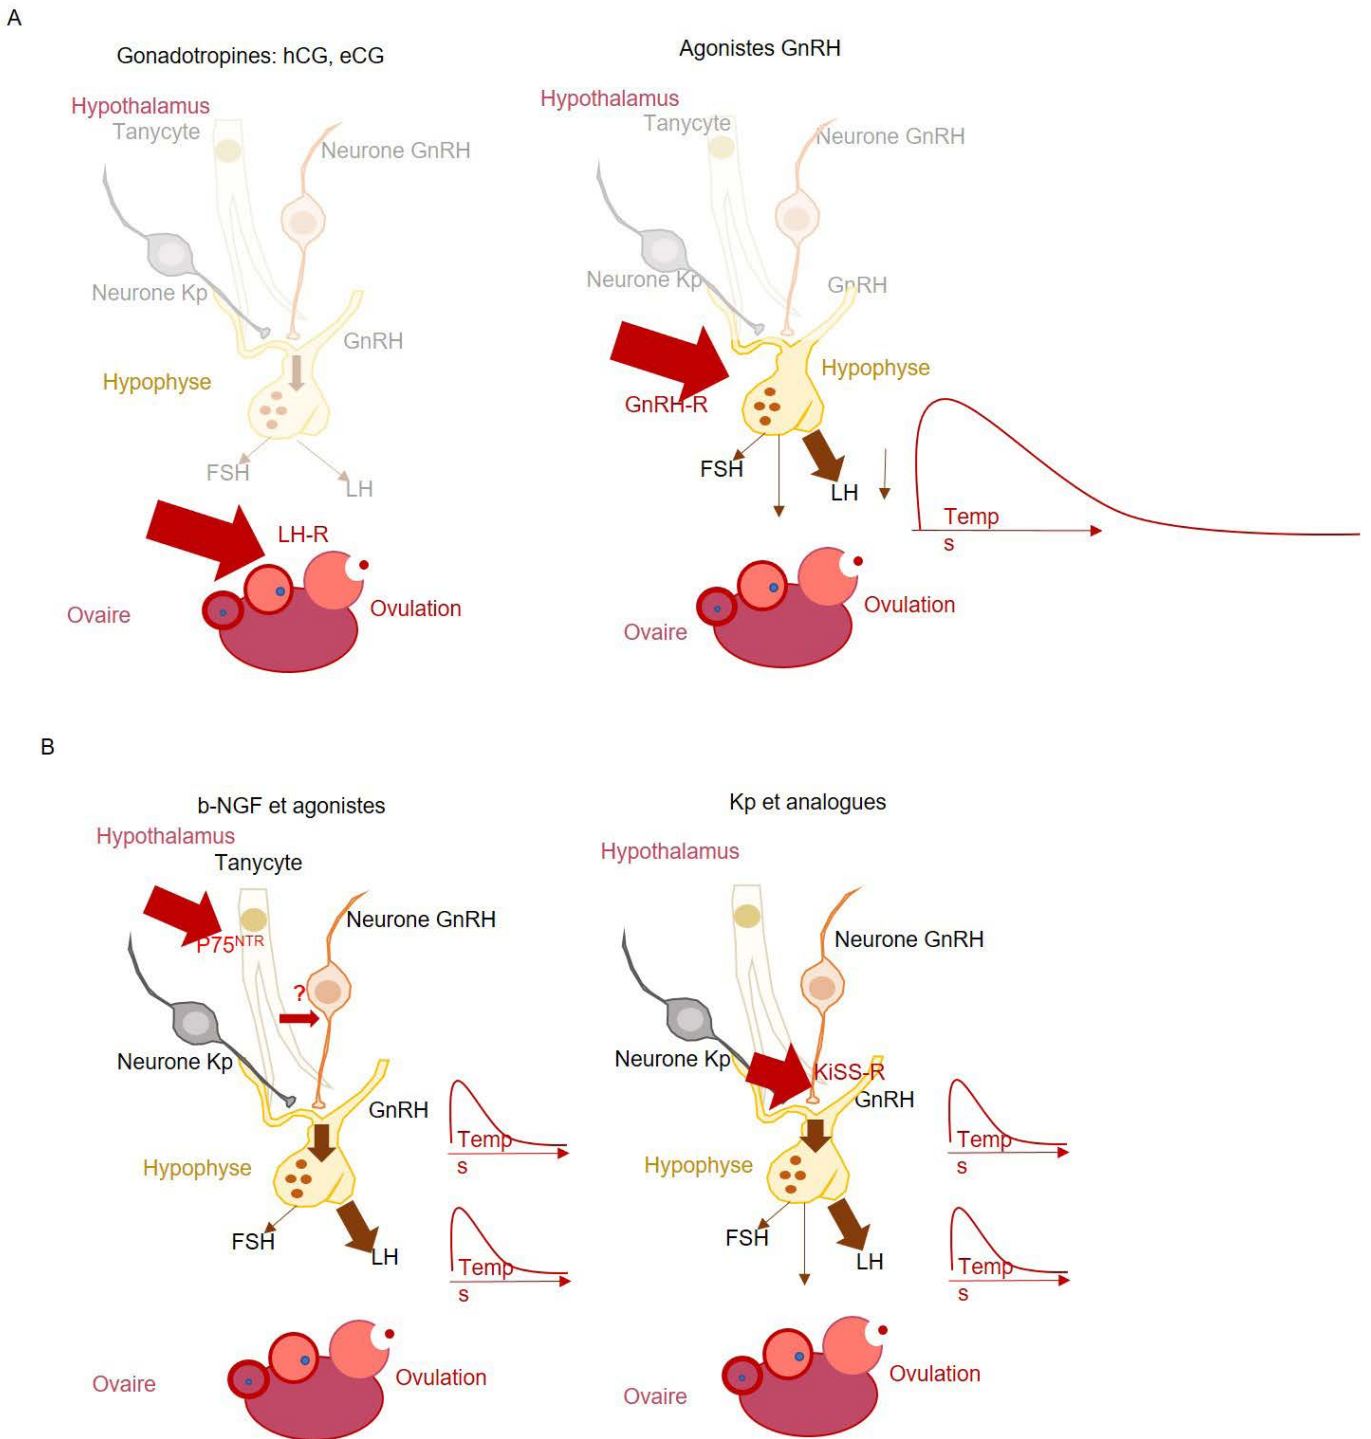 A
Gonadotropines: hCG, eCG
Hypothalamus
Tanycyte
Neurone GnRH
Neurone Kp
GnRH
Hypophyse
FSH
LH
LH-R
Ovaire
Ovulation
Agonistes GnRH
Hypothalamus
Tanycyte
Neurone GnRH
Neurone Kp
GnRH
Hypophyse
GnRH-R
FSH
LH
Temp
s
Ovulation
Ovaire
B
b-NGF et agonistes
Hypothalamus
Tanycyte
Neurone GnRH
P75NTR
?
Neurone Kp
GnRH
Temp
s
Hypophyse
FSH
LH
Temp
s
Ovaire
Ovulation
Kp et analogues
Hypothalamus
Neurone GnRH
Neurone Kp
KiSS-R
GnRH
Temp
s
Hypophyse
FSH
LH
Temp
s
Ovulation
Ovaire